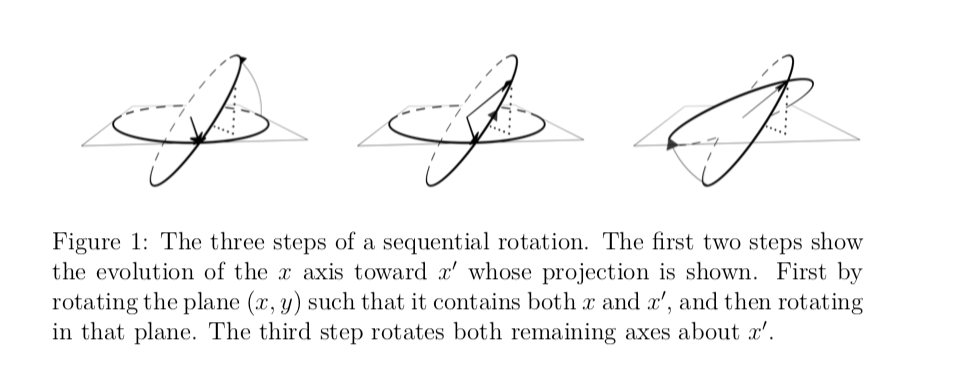 Figure 1: The three steps of a sequential rotation. The first two steps show
the evolution of the x axis toward x′ whose projection is shown. First by
rotating the plane (x, y) such that it contains both x and x′, and then rotating
in that plane. The third step rotates both remaining axes about x′.